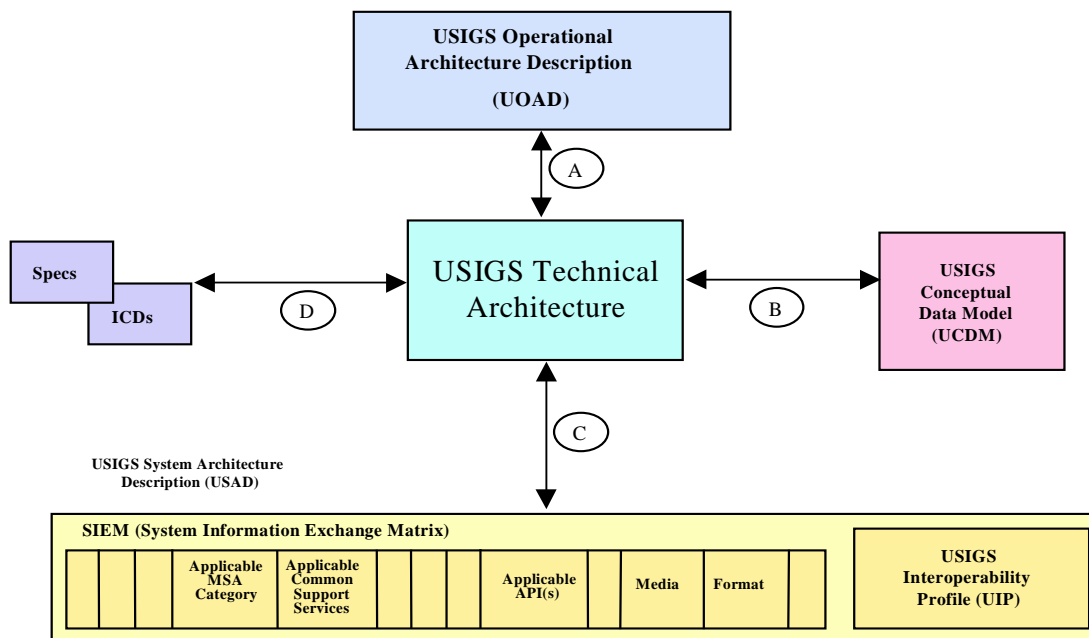 USIGS Operational
Architecture Description
(UOAD)
A
Specs
ICDs
D
USIGS Technical
Architecture
B
USIGS
Conceptual
Data Model
(UCDM)
C
USIGS System Architecture
Description (USAD)
SIEM (System Information Exchange Matrix)
Applicable
MSA
Category
Applicable
Common
Support
Services
Applicable
API(s)
Media
Format
USIGS
Interoperability
Profile (UIP)